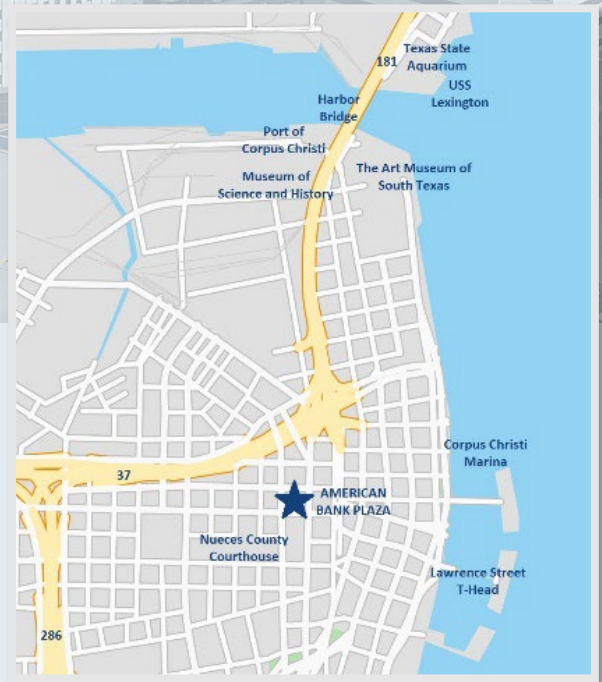 181
Texas State
Aquarium
USS
Lexington
Harbor
Bridge
Port of
Corpus Christi
Museum of
Science and History
The Art Museum of
South Texas
Corpus Christi
Marina
37
AMERICAN
BANK PLAZA
Nueces County
Courthouse
Lawrence Street
T-Head
286